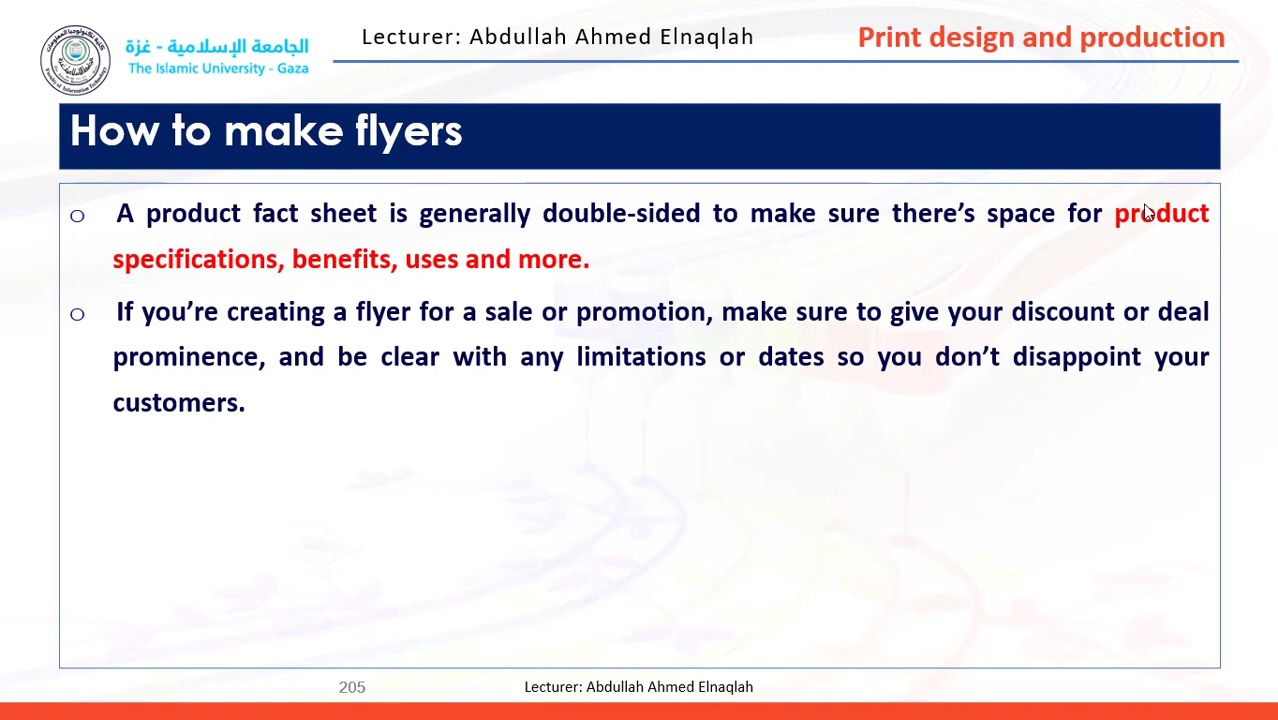 الجامعة الإسلامية - غزة
The Islamic University - Gaza
Lecturer: Abdullah Ahmed Elnaqlah
Print design and production
How to make flyers
o A product fact sheet is generally double-sided to make sure there’s space for product
specifications, benefits, uses and more.
o If you’re creating a flyer for a sale or promotion, make sure to give your discount or deal
prominence, and be clear with any limitations or dates so you don’t disappoint your
customers.
205
Lecturer: Abdullah Ahmed Elnaqlah